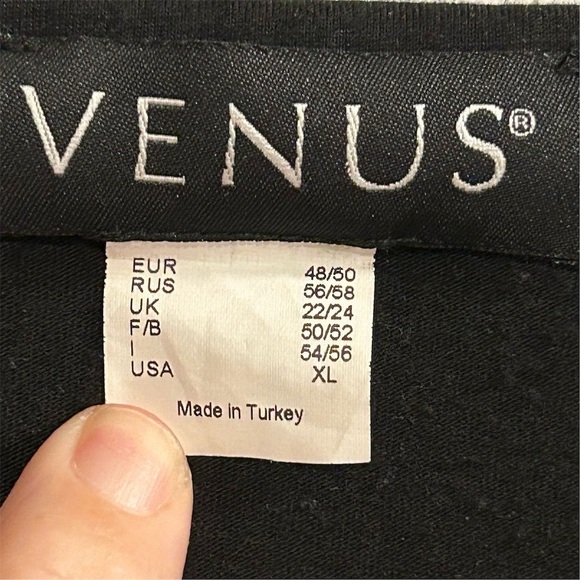 VENUS®
EUR 48/50
RUS 56/58
UK 22/24
F/B 50/52
I 54/56
USA XL
Made in Turkey